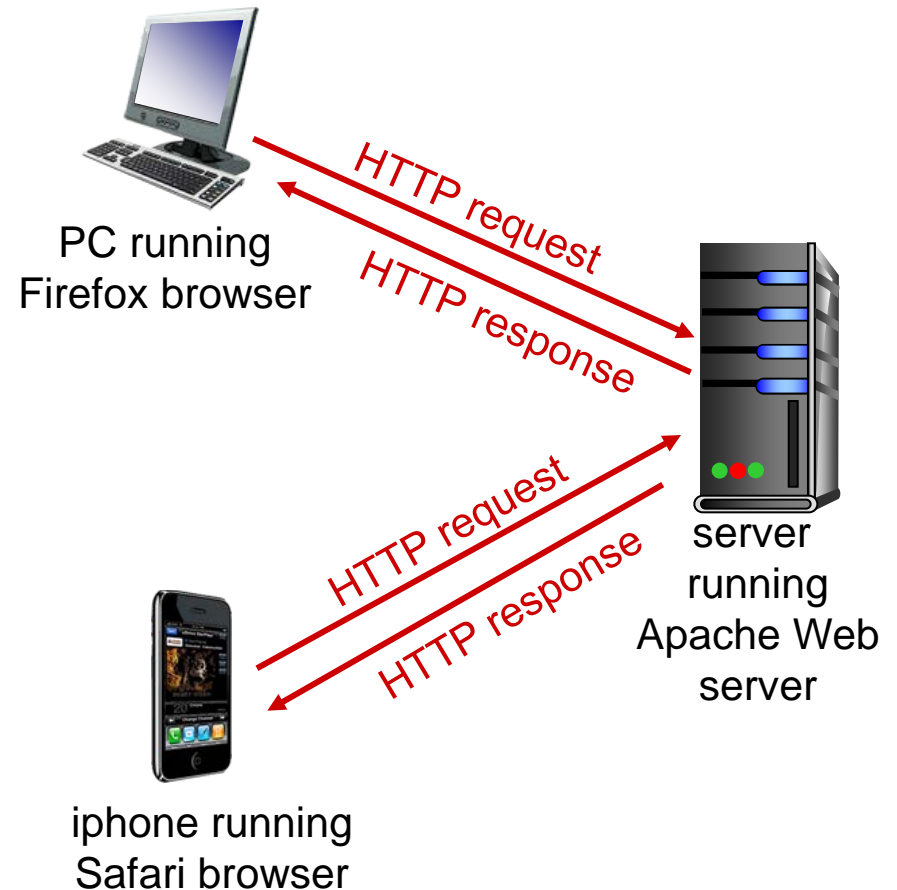 HTTP request
HTTP response
PC running
Firefox browser
HTTP request
HTTP response
server
running
Apache Web
server
iphone running
Safari browser